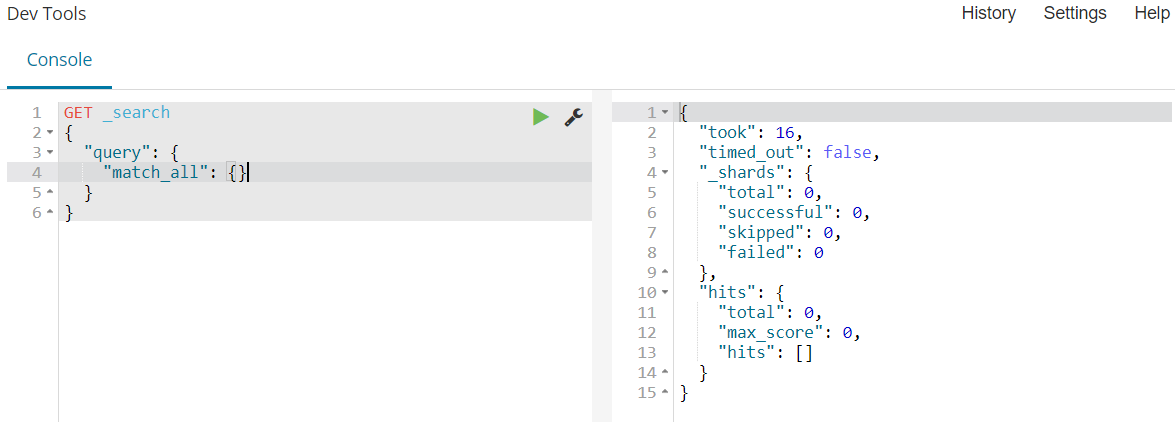 Dev Tools
History Settings Help
Console
1 GET _search
2 {
3 "query": {
4 "match_all": {}
5 }
6 }
1 {
2 "took": 16,
3 "timed_out": false,
4 "_shards": {
5 "total": 0,
6 "successful": 0,
7 "skipped": 0,
8 "failed": 0
9 },
10 "hits": {
11 "total": 0,
12 "max_score": 0,
13 "hits": []
14 }
15 }